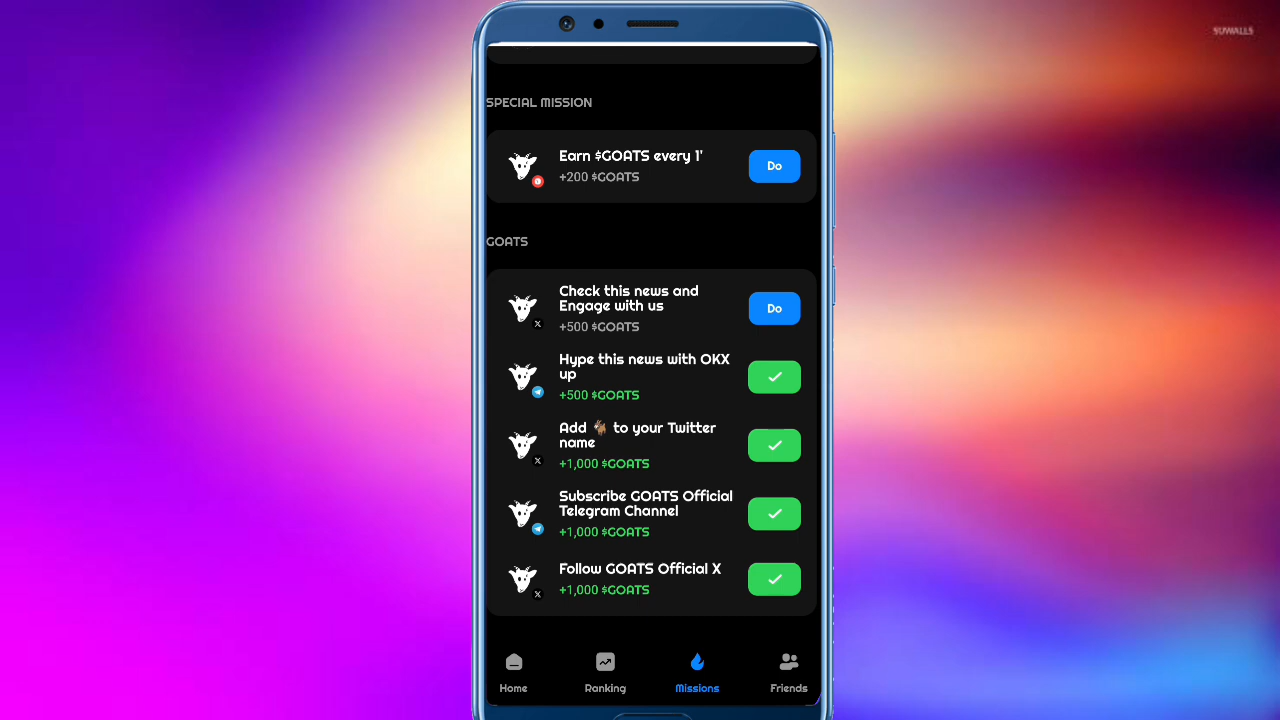 SUWALLS
SPECIAL MISSION
Earn $GOATS every 1'
+200 $GOATS
Do
GOATS
Check this news and
Engage with us
+500 $GOATS
Do
Hype this news with OKX
up
+500 $GOATS
Add 🐐 to your Twitter
name
+1,000 $GOATS
Subscribe GOATS Official
Telegram Channel
+1,000 $GOATS
Follow GOATS Official X
+1,000 $GOATS
Home
Ranking
Missions
Friends